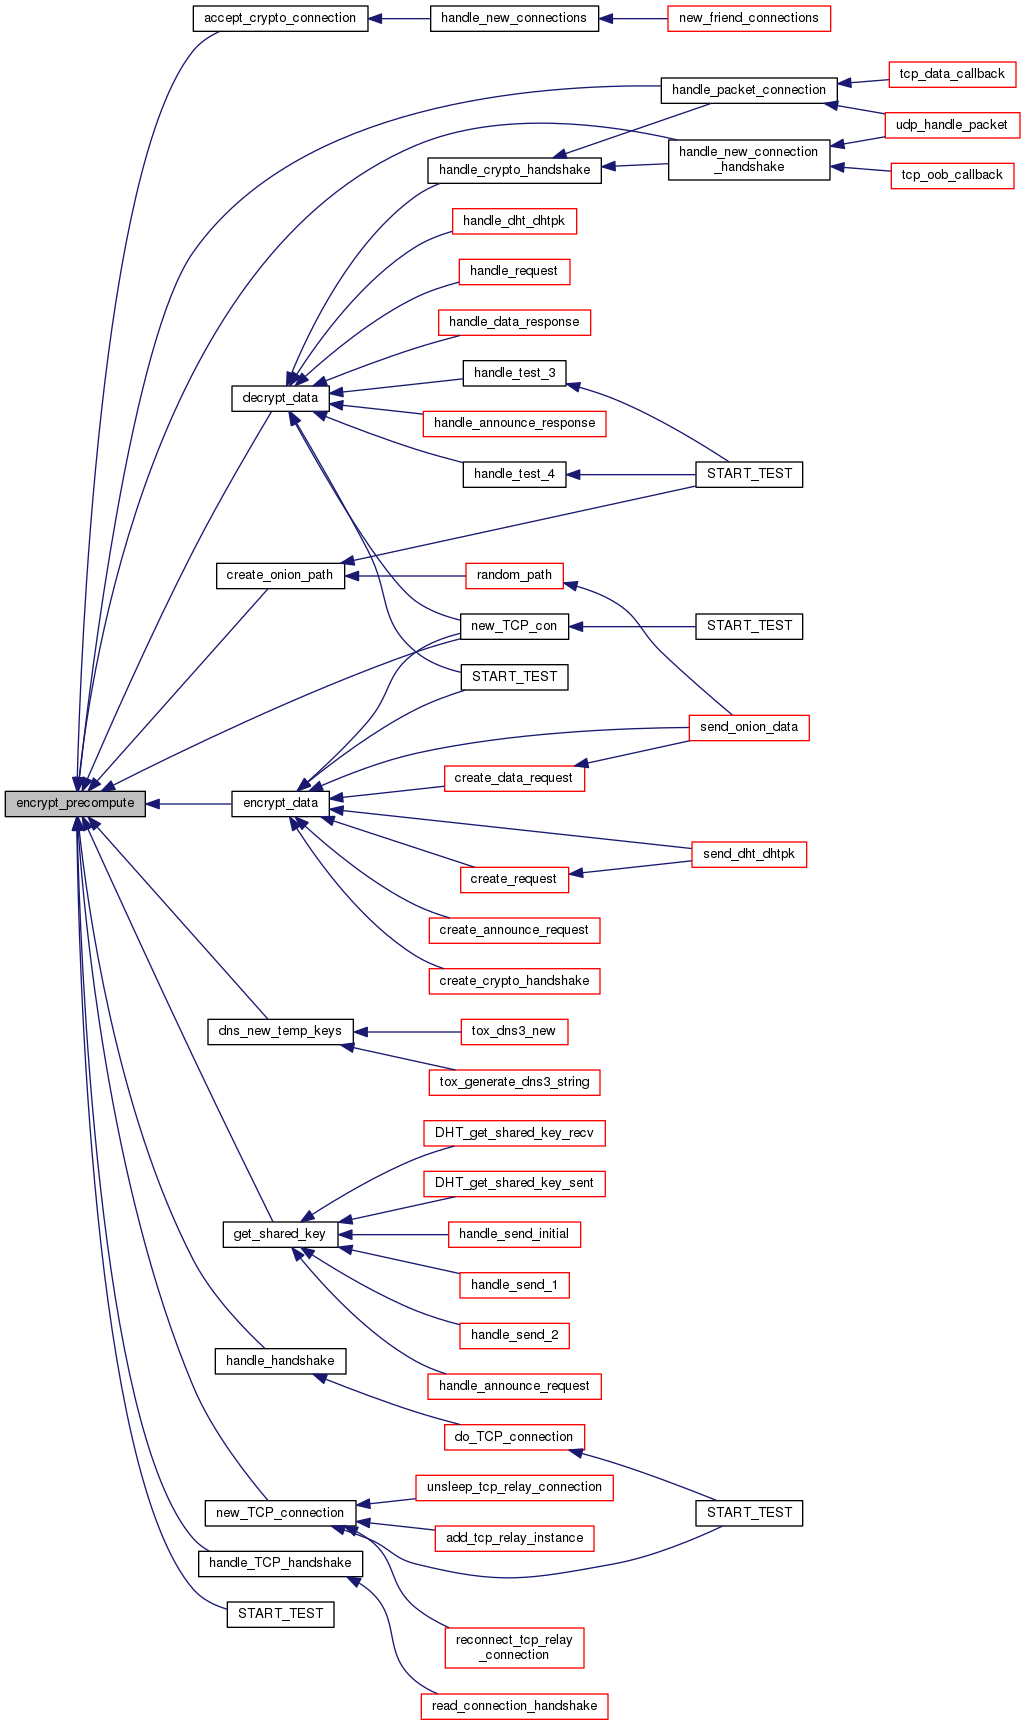 accept_crypto_connection
handle_new_connections
new_friend_connections
tcp_data_callback
handle_packet_connection
udp_handle_packet
handle_new_connection
_handshake
handle_crypto_handshake
tcp_oob_callback
handle_dht_dhtpk
handle_request
handle_data_response
handle_test_3
decrypt_data
handle_announce_response
handle_test_4
START_TEST
create_onion_path
random_path
new_TCP_con
START_TEST
START_TEST
send_onion_data
create_data_request
encrypt_precompute
encrypt_data
send_dht_dhtpk
create_request
create_announce_request
create_crypto_handshake
dns_new_temp_keys
tox_dns3_new
tox_generate_dns3_string
DHT_get_shared_key_recv
DHT_get_shared_key_sent
get_shared_key
handle_send_initial
handle_send_1
handle_send_2
handle_handshake
handle_announce_request
do_TCP_connection
unsleep_tcp_relay_connection
new_TCP_connection
START_TEST
add_tcp_relay_instance
handle_TCP_handshake
START_TEST
reconnect_tcp_relay
_connection
read_connection_handshake